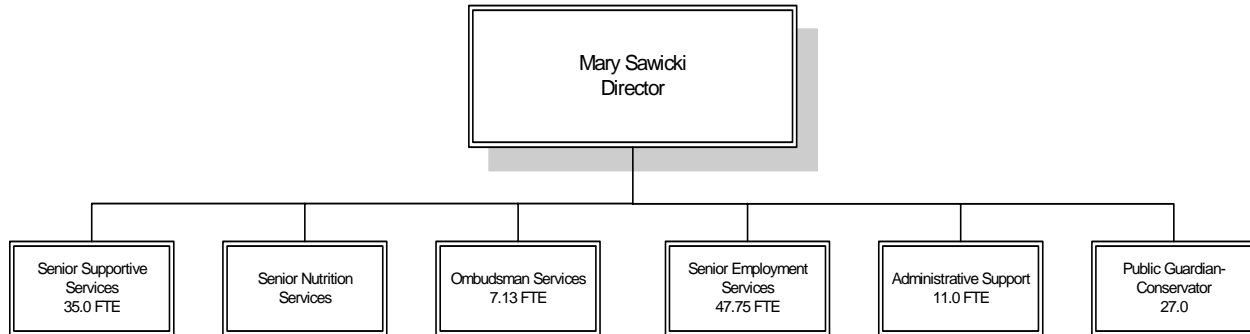 Mary Sawicki
Director
Senior Supportive
Services
35.0 FTE
Senior Nutrition
Services
Ombudsman Services
7.13 FTE
Senior Employment
Services
47.75 FTE
Administrative Support
11.0 FTE
Public Guardian-
Conservator
27.0